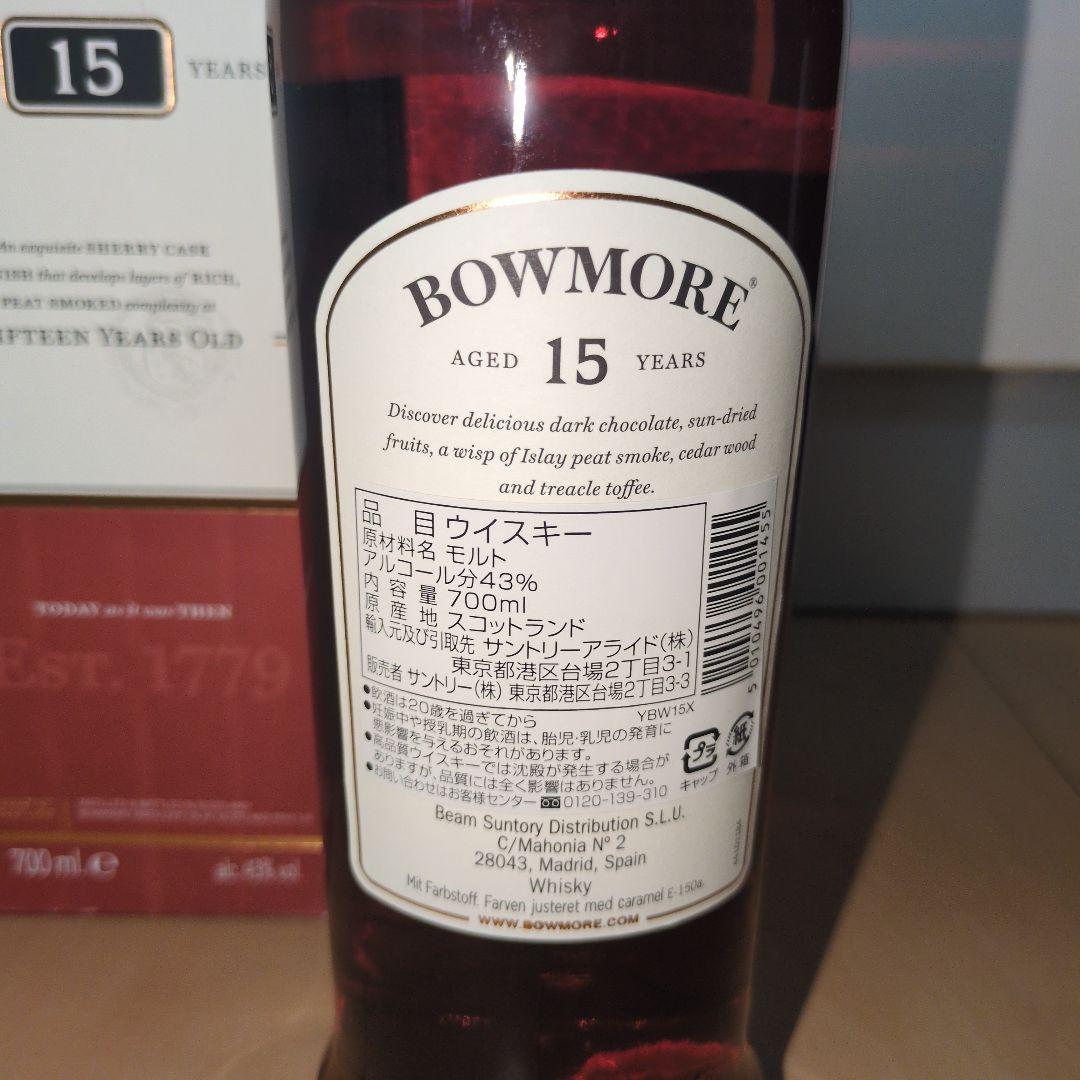 15 YEARS
An exquisite SHERRY CASK
that develops layers of RICH,
PEAT SMOKED complexity at
YEARS OLD
TODAY as it was THEN
EST. 1779
700 ml. e
alc. 43% vol.
BOWMORE®
AGED 15 YEARS
Discover delicious dark chocolate, sun-dried
fruits, a wisp of Islay peat smoke, cedar wood
and treacle toffee.
品 目 ウイスキー
原材料名 モルト
アルコール分43%
内 容 量 700ml
原 産 地 スコットランド
輸入元及び引取先 サントリーアライド(株)
東京都港区台場2丁目3-1
販売者 サントリー(株) 東京都港区台場2丁目3-3
5 010496 001455
YBW15X
●飲酒は20歳を過ぎてから
●妊娠中や授乳期の飲酒は、胎児・乳児の発育に
悪影響を与えるおそれがあります。
●高品質ウイスキーでは沈殿が発生する場合が
ありますが、品質には全く影響はありません。
●お問い合わせはお客様センター 0120-139-310
プラ
キャップ
紙
外箱
Beam Suntory Distribution S.L.U.
C/Mahonia Nº 2
28043, Madrid, Spain
Whisky
Mit Farbstoff. Farven justeret med caramel E-150a.
WWW.BOWMORE.COM